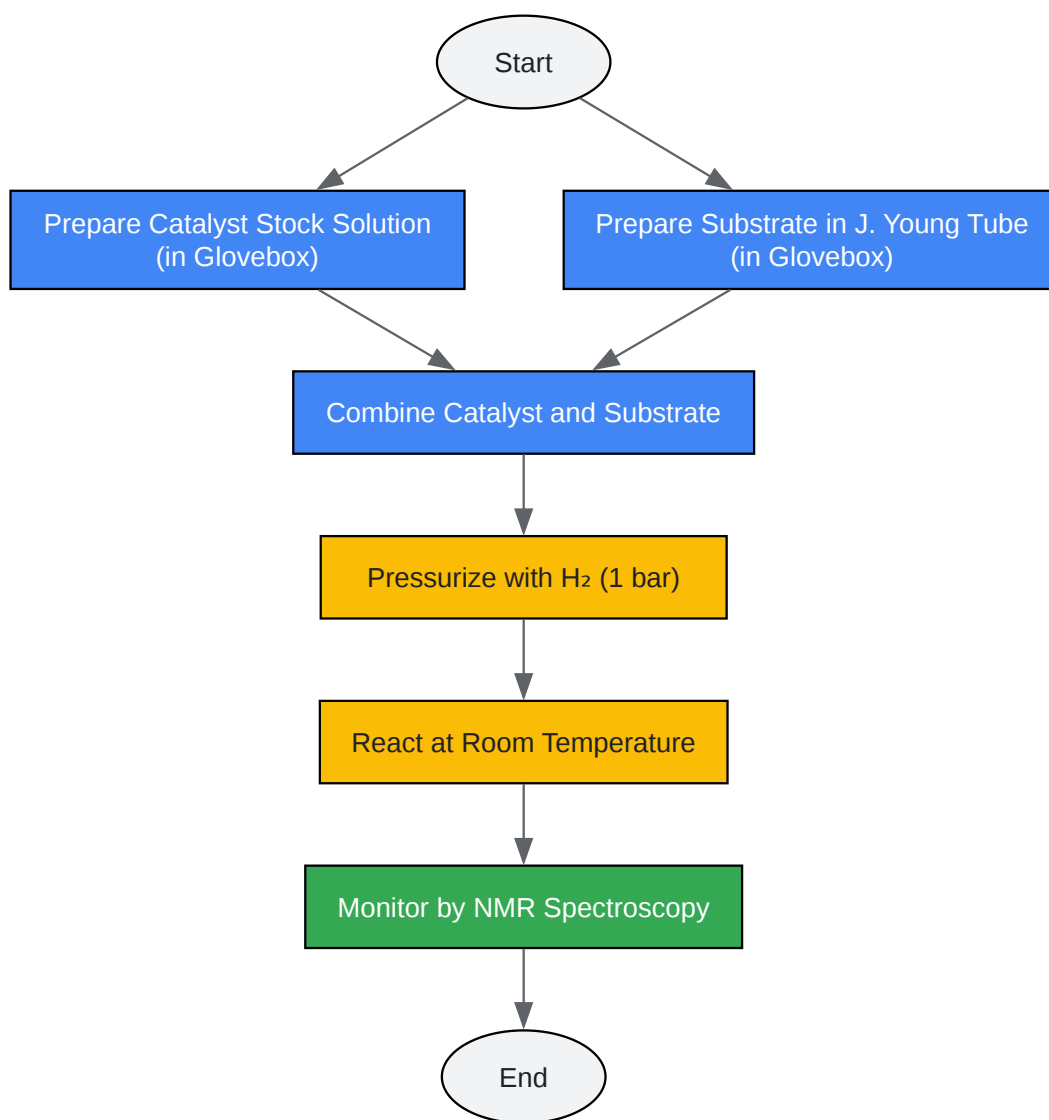 Start
Prepare Catalyst Stock Solution
(in Glovebox)
Prepare Substrate in J. Young Tube
(in Glovebox)
Combine Catalyst and Substrate
Pressurize with H₂ (1 bar)
React at Room Temperature
Monitor by NMR Spectroscopy
End